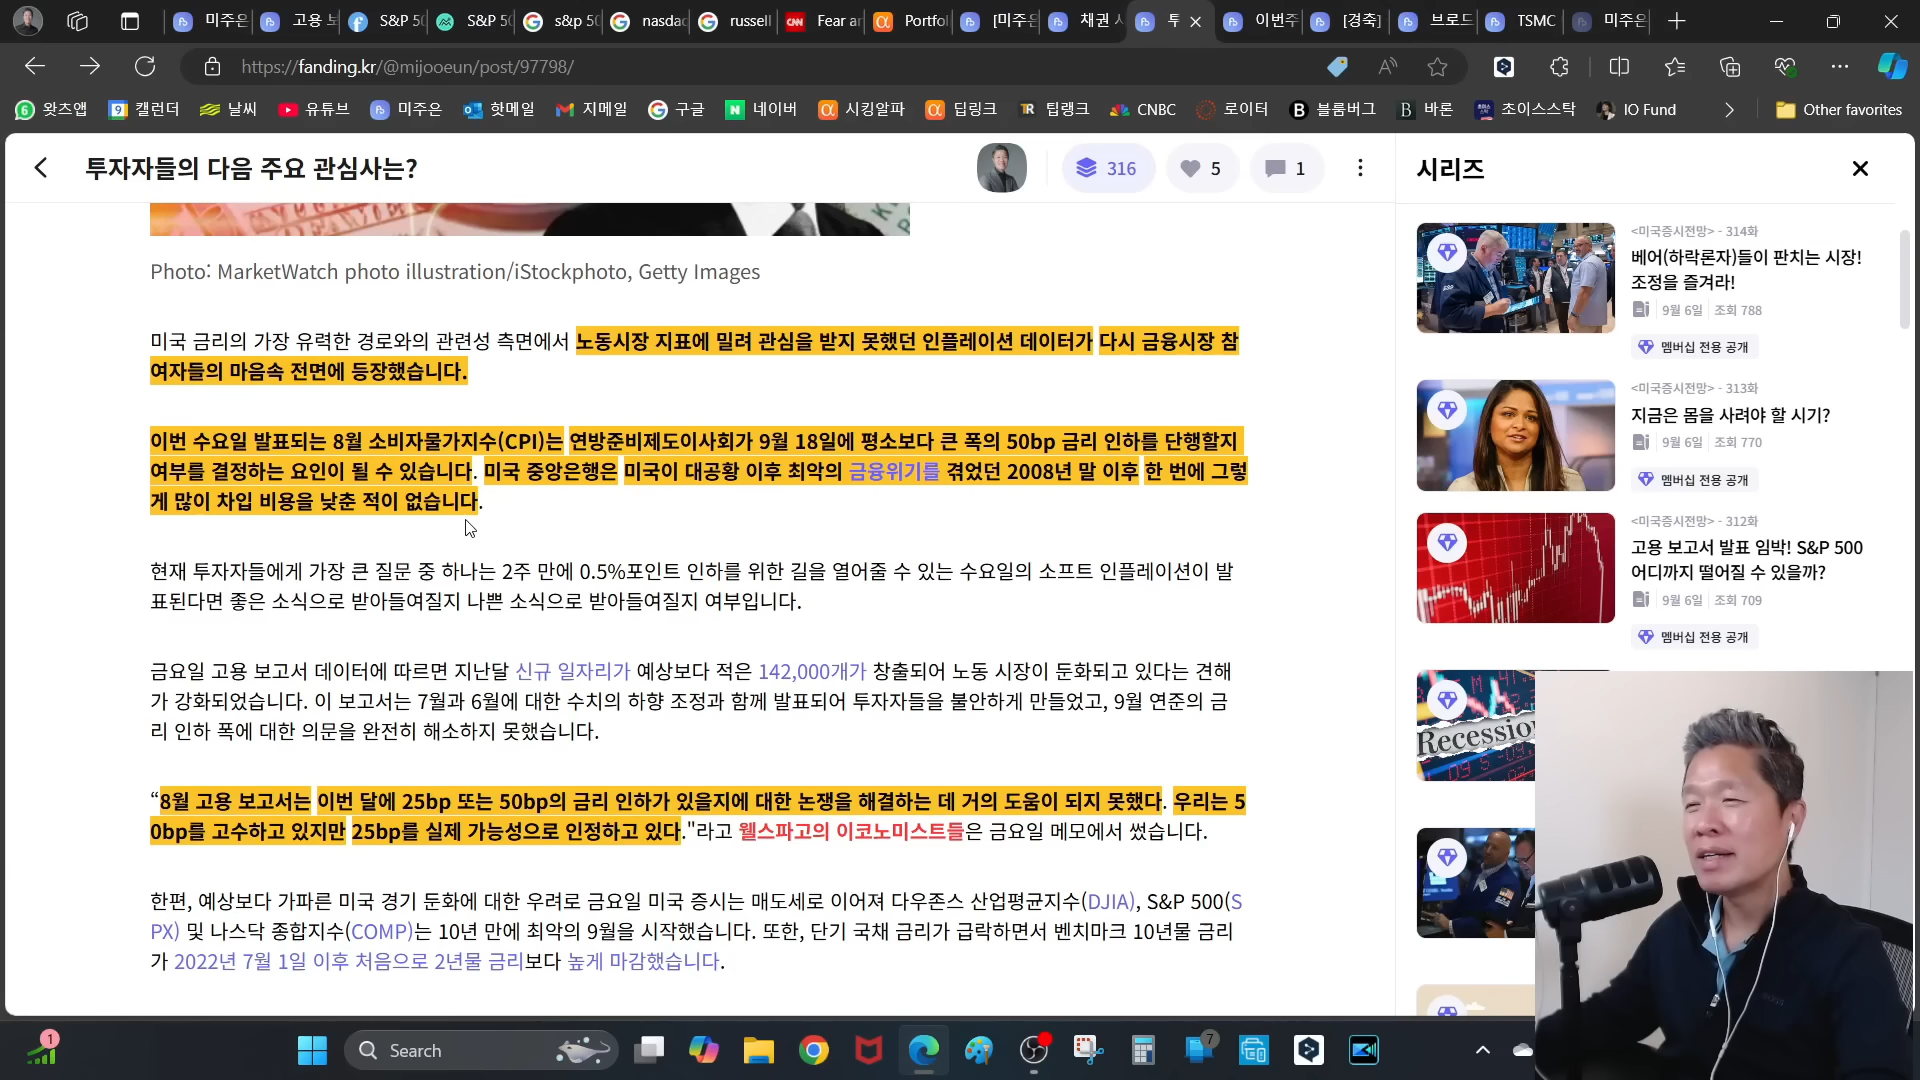 미주은
고용 보
S&P 50
S&P 50
s&p 50
nasdac
russell
CNN
Fear an
Portfol
[미주은
채권 시
투
이번주
[경축]
브로드
TSMC
미주은
https://fanding.kr/@mijooeun/post/97798/
왓츠앱
캘린더
날씨
유튜브
미주은
핫메일
지메일
구글
네이버
시킹알파
딥링크
팁랭크
CNBC
로이터
블룸버그
바론
초이스스탁
IO Fund
Other favorites
투자자들의 다음 주요 관심사는?
316
5
1
Photo: MarketWatch photo illustration/iStockphoto, Getty Images
미국 금리의 가장 유력한 경로와의 관련성 측면에서 노동시장 지표에 밀려 관심을 받지 못했던 인플레이션 데이터가 다시 금융시장 참
여자들의 마음속 전면에 등장했습니다.
이번 수요일 발표되는 8월 소비자물가지수(CPI)는 연방준비제도이사회가 9월 18일에 평소보다 큰 폭의 50bp 금리 인하를 단행할지
여부를 결정하는 요인이 될 수 있습니다. 미국 중앙은행은 미국이 대공황 이후 최악의 금융위기를 겪었던 2008년 말 이후 한 번에 그렇
게 많이 차입 비용을 낮춘 적이 없습니다.
현재 투자자들에게 가장 큰 질문 중 하나는 2주 만에 0.5%포인트 인하를 위한 길을 열어줄 수 있는 수요일의 소프트 인플레이션이 발
표된다면 좋은 소식으로 받아들여질지 나쁜 소식으로 받아들여질지 여부입니다.
금요일 고용 보고서 데이터에 따르면 지난달 신규 일자리가 예상보다 적은 142,000개가 창출되어 노동 시장이 둔화되고 있다는 견해
가 강화되었습니다. 이 보고서는 7월과 6월에 대한 수치의 하향 조정과 함께 발표되어 투자자들을 불안하게 만들었고, 9월 연준의 금
리 인하 폭에 대한 의문을 완전히 해소하지 못했습니다.
“8월 고용 보고서는 이번 달에 25bp 또는 50bp의 금리 인하가 있을지에 대한 논쟁을 해결하는 데 거의 도움이 되지 못했다. 우리는 5
0bp를 고수하고 있지만 25bp를 실제 가능성으로 인정하고 있다."라고 웰스파고의 이코노미스트들은 금요일 메모에서 썼습니다.
한편, 예상보다 가파른 미국 경기 둔화에 대한 우려로 금요일 미국 증시는 매도세로 이어져 다우존스 산업평균지수(DJIA), S&P 500(S
PX) 및 나스닥 종합지수(COMP)는 10년 만에 최악의 9월을 시작했습니다. 또한, 단기 국채 금리가 급락하면서 벤치마크 10년물 금리
가 2022년 7월 1일 이후 처음으로 2년물 금리보다 높게 마감했습니다.
시리즈
<미국증시전망> - 314화
베어(하락론자)들이 판치는 시장!
조정을 즐겨라!
9월 6일 조회 788
멤버십 전용 공개
<미국증시전망> - 313화
지금은 몸을 사려야 할 시기?
9월 6일 조회 770
멤버십 전용 공개
<미국증시전망> - 312화
고용 보고서 발표 임박! S&P 500
어디까지 떨어질 수 있을까?
9월 6일 조회 709
멤버십 전용 공개
Recession
1
Search
7